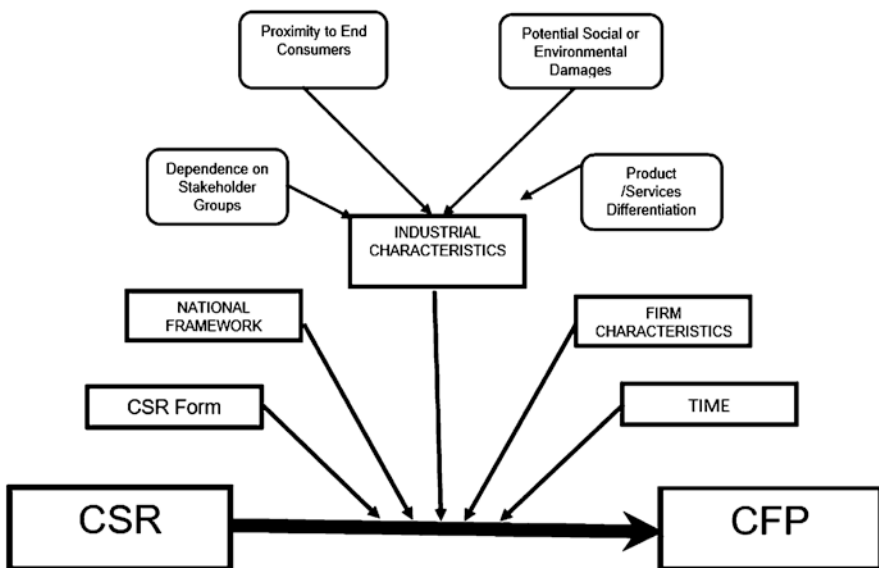 Proximity to End
Consumers
Potential Social or
Environmental
Damages
Dependence on
Stakeholder
Groups
Product
/Services
Differentiation
INDUSTRIAL
CHARACTERISTICS
NATIONAL
FRAMEWORK
FIRM
CHARACTERISTICS
CSR Form
TIME
CSR
CFP